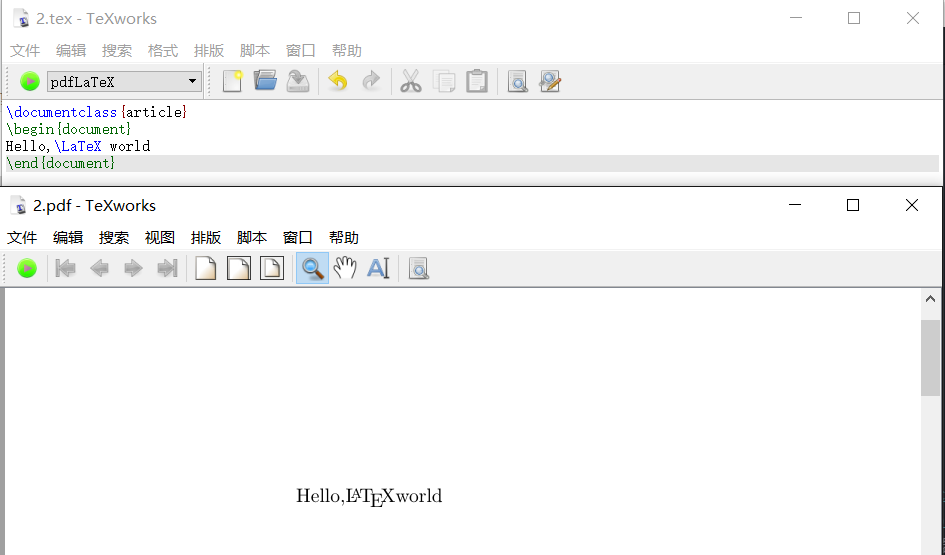 2.tex - TeXworks
文件 编辑 搜索 格式 排版 脚本 窗口 帮助
pdfLaTeX
\documentclass{article}
\begin{document}
Hello,\LaTeX world
\end{document}
2.pdf - TeXworks
文件 编辑 搜索 视图 排版 脚本 窗口 帮助
Hello,LATEXworld